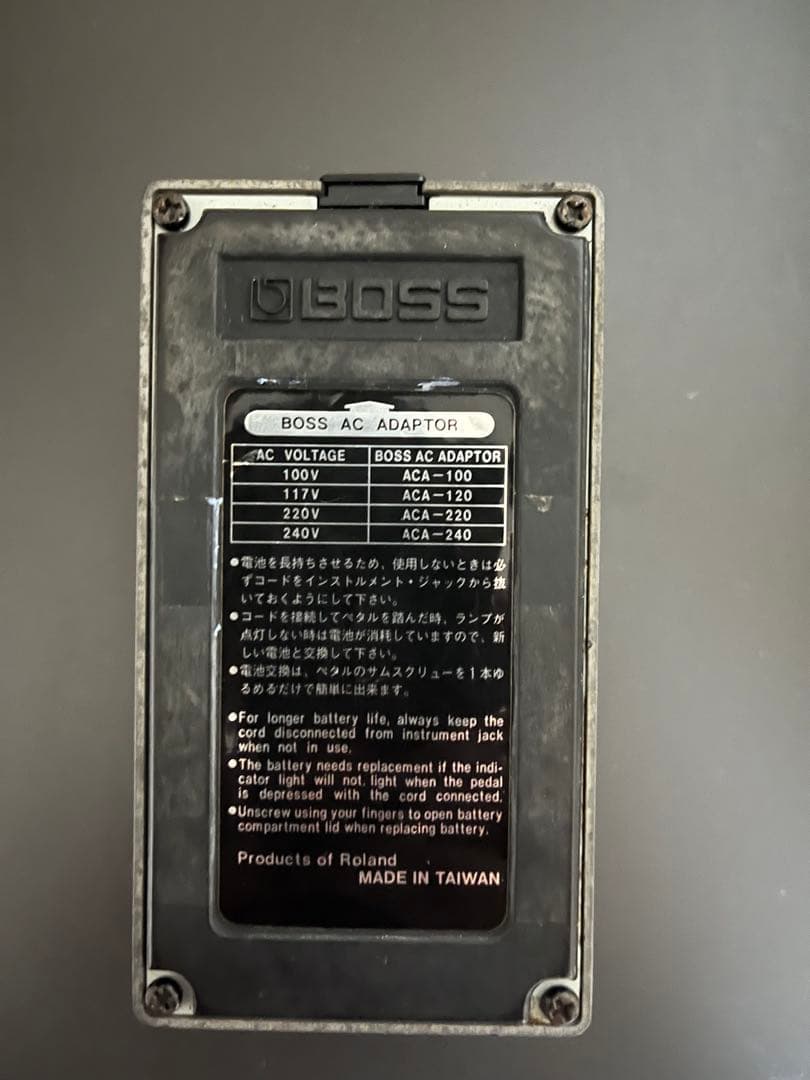 BOSS
BOSS AC ADAPTOR
AC VOLTAGE BOSS AC ADAPTOR
100V ACA-100
117V ACA-120
220V ACA-220
240V ACA-240
●電池を長持ちさせるため、使用しないときは必
ずコードをインストルメント・ジャックから抜
いておくようにして下さい。
●コードを接続してペダルを踏んだ時、ランプが
点灯しない時は電池が消耗していますので、新
しい電池と交換して下さい。
●電池交換は、ペダルのサムスクリューを1本ゆ
るめるだけで簡単に出来ます。
●For longer battery life, always keep the
cord disconnected from instrument jack
when not in use.
●The battery needs replacement if the indi-
cator light will not light when the pedal
is depressed with the cord connected.
●Unscrew using your fingers to open battery
compartment lid when replacing battery.
Products of Roland
MADE IN TAIWAN